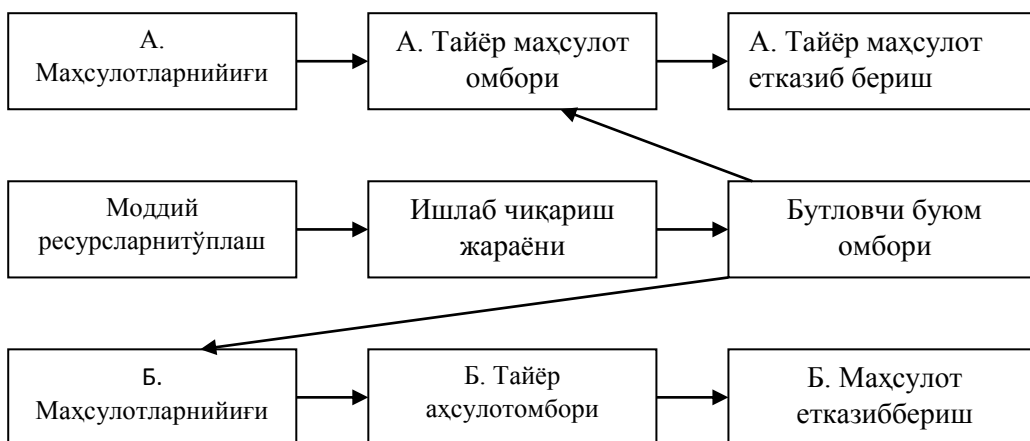 А.
Маҳсулотларнийиғи
А. Тайёр маҳсулот
омбори
А. Тайёр маҳсулот
етказиб бериш
Моддий
ресурсларнитўплаш
Ишлаб чиқариш
жараёни
Бутловчи буюм
омбори
Б.
Маҳсулотларнийиғи
Б. Тайёр
аҳсулотомбори
Б. Маҳсулот
етказиббериш